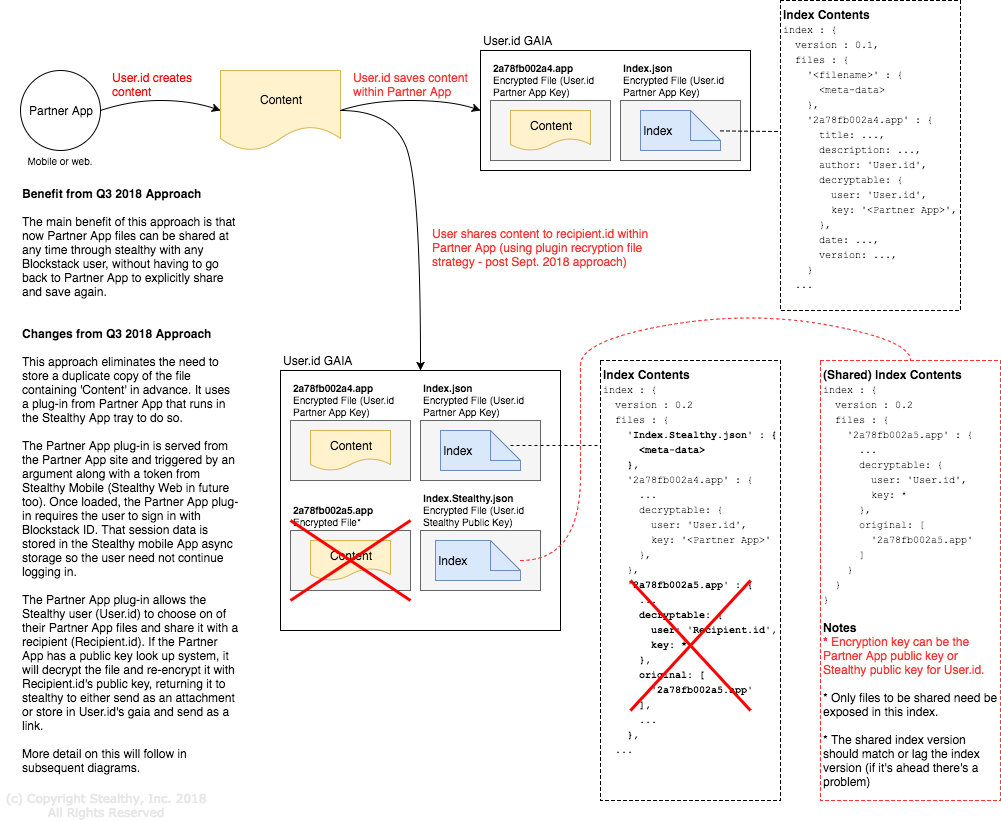 Partner App
Mobile or web.
User.id creates
content
Content
User.id saves content
within Partner App
User.id GAIA
2a78fb002a4.app
Encrypted File (User.id
Partner App Key)
Content
Index.json
Encrypted File (User.id
Partner App Key)
Index
Index Contents
index : {
version : 0.1,
files : {
'<filename>' : {
<meta-data>
},
'2a78fb002a4.app' : {
title: ...,
description: ...,
author: 'User.id',
decryptable: {
user: 'User.id',
key: '<Partner App>',
},
date: ...,
version: ...,
}
...
Benefit from Q3 2018 Approach
The main benefit of this approach is that
now Partner App files can be shared at
any time through stealthy with any
Blockstack user, without having to go
back to Partner App to explicitly share
and save again.
Changes from Q3 2018 Approach
This approach eliminates the need to
store a duplicate copy of the file
containing 'Content' in advance. It uses
a plug-in from Partner App that runs in
the Stealthy App tray to do so.
The Partner App plug-in is served from
the Partner App site and triggered by an
argument along with a token from
Stealthy Mobile (Stealthy Web in future
too). Once loaded, the Partner App plug-
in requires the user to sign in with
Blockstack ID. That session data is
stored in the Stealthy mobile App async
storage so the user need not continue
logging in.
The Partner App plug-in allows the
Stealthy user (User.id) to choose on of
their Partner App files and share it with a
recipient (Recipient.id). If the Partner
App has a public key look up system, it
will decrypt the file and re-encrypt it with
Recipient.id's public key, returning it to
stealthy to either send as an attachment
or store in User.id's gaia and send as a
link.
More detail on this will follow in
subsequent diagrams.
User shares content to recipient.id within
Partner App (using plugin recryption file
strategy - post Sept. 2018 approach)
User.id GAIA
2a78fb002a4.app
Encrypted File (User.id
Partner App Key)
Content
Index.json
Encrypted File (User.id
Partner App Key)
Index
2a78fb002a5.app
Encrypted File*
Content
Index.Stealthy.json
Encrypted File (User.id
Stealthy Public Key)
Index
Index Contents
index : {
version : 0.2
files : {
'Index.Stealthy.json' : {
<meta-data>
},
'2a78fb002a4.app' : {
...
decryptable: {
user: 'User.id',
key: '<Partner App>'
},
},
'2a78fb002a5.app' : {
...
decryptable: {
user: 'Recipient.id',
key: *
},
original: [
'2a78fb002a5.app'
],
...
},
...
(Shared) Index Contents
index : {
version : 0.2
files : {
'2a78fb002a5.app' : {
...
decryptable: {
user: 'User.id',
key: *
},
original: [
'2a78fb002a5.app'
]
}
}
}
Notes
* Encryption key can be the
Partner App public key or
Stealthy public key for User.id.
* Only files to be shared need be
exposed in this index.
* The shared index version
should match or lag the index
version (if it's ahead there's a
problem)
(c) Copyright Stealthy, Inc. 2018
All Rights Reserved